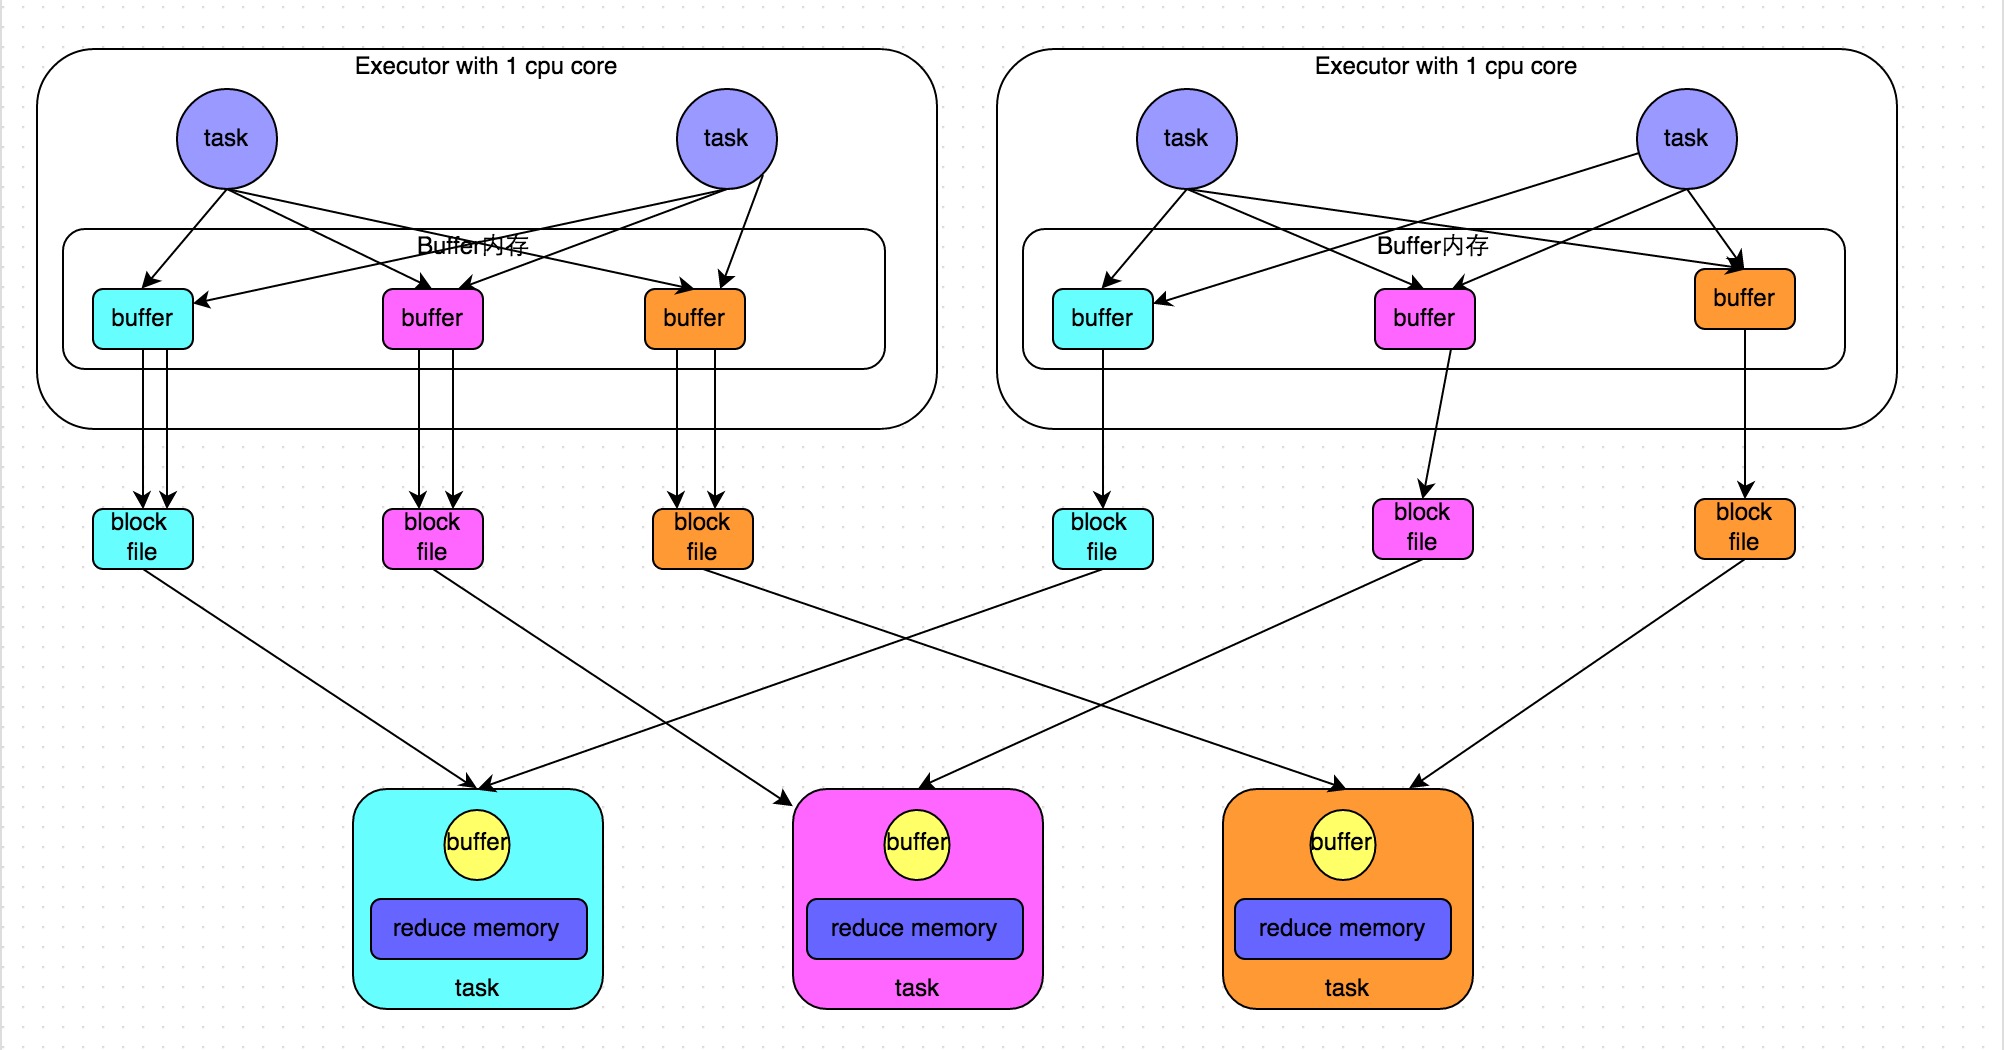 Executor with 1 cpu core
Executor with 1 cpu core
task
task
task
task
Buffer内存
Buffer内存
buffer
buffer
buffer
buffer
buffer
buffer
block
file
block
file
block
file
block
file
block
file
block
file
buffer
buffer
buffer
reduce memory
reduce memory
reduce memory
task
task
task